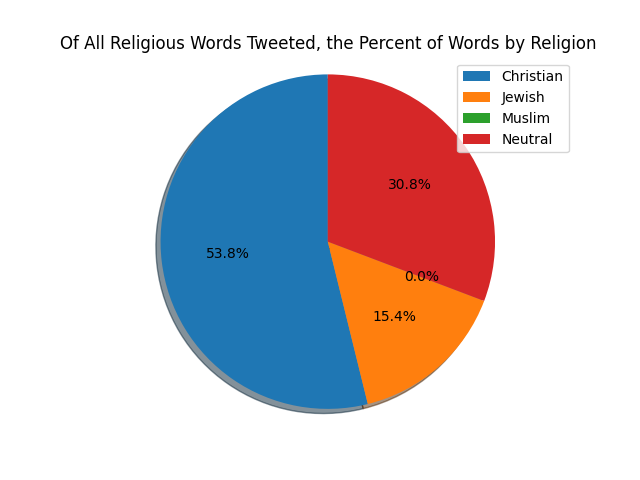 Of All Religious Words Tweeted, the Percent of Words by Religion
Christian
Jewish
Muslim
Neutral
30.8%
53.8%
0.0%
15.4%